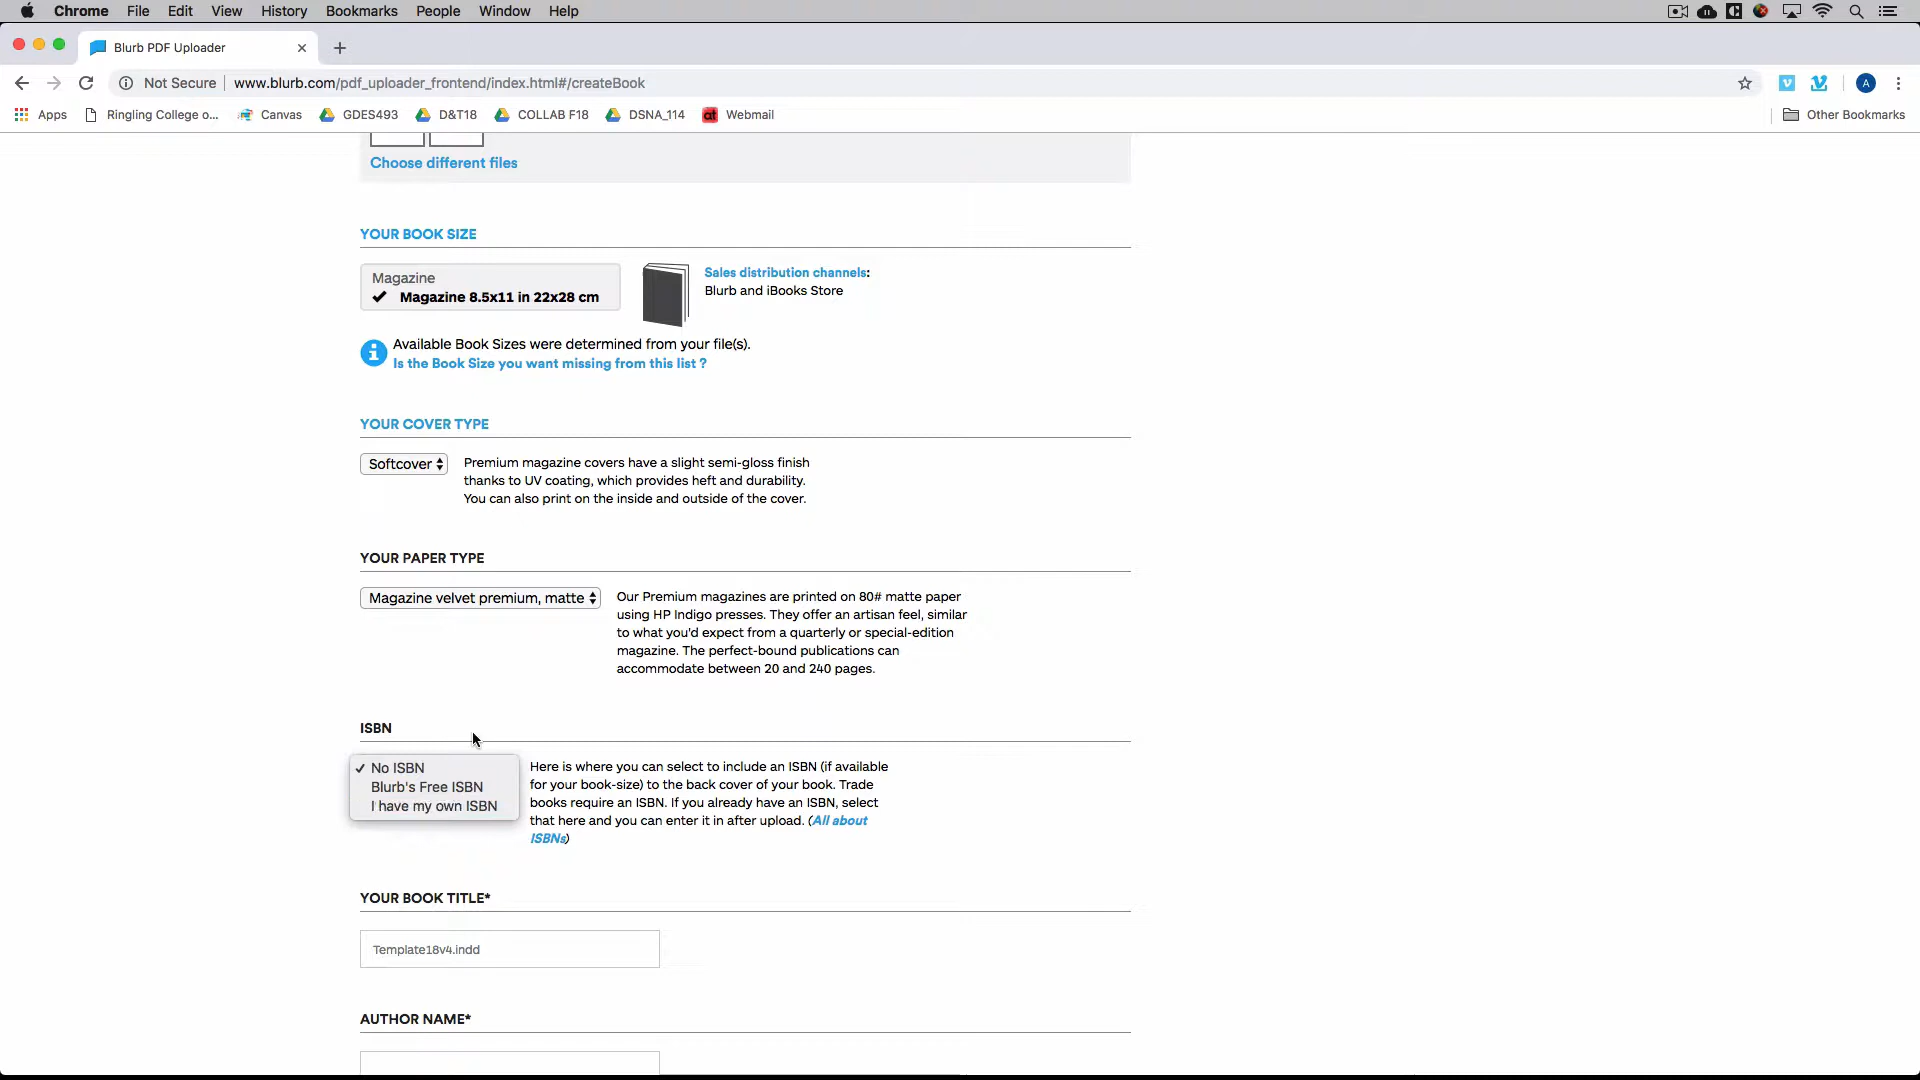 Chrome File Edit View History Bookmarks People Window Help
Blurb PDF Uploader
Not Secure www.blurb.com/pdf_uploader_frontend/index.html#/createBook
A
Apps Ringling College o... Canvas GDES493 D&T18 COLLAB F18 DSNA_114 at Webmail Other Bookmarks
Choose different files
YOUR BOOK SIZE
Magazine
Magazine 8.5x11 in 22x28 cm
Sales distribution channels:
Blurb and iBooks Store
Available Book Sizes were determined from your file(s).
Is the Book Size you want missing from this list ?
YOUR COVER TYPE
Softcover
Premium magazine covers have a slight semi-gloss finish
thanks to UV coating, which provides heft and durability.
You can also print on the inside and outside of the cover.
YOUR PAPER TYPE
Magazine velvet premium, matte
Our Premium magazines are printed on 80# matte paper
using HP Indigo presses. They offer an artisan feel, similar
to what you'd expect from a quarterly or special-edition
magazine. The perfect-bound publications can
accommodate between 20 and 240 pages.
ISBN
No ISBN
Blurb's Free ISBN
I have my own ISBN
Here is where you can select to include an ISBN (if available
for your book-size) to the back cover of your book. Trade
books require an ISBN. If you already have an ISBN, select
that here and you can enter it in after upload. (All about
ISBNs)
YOUR BOOK TITLE*
Template18v4.indd
AUTHOR NAME*